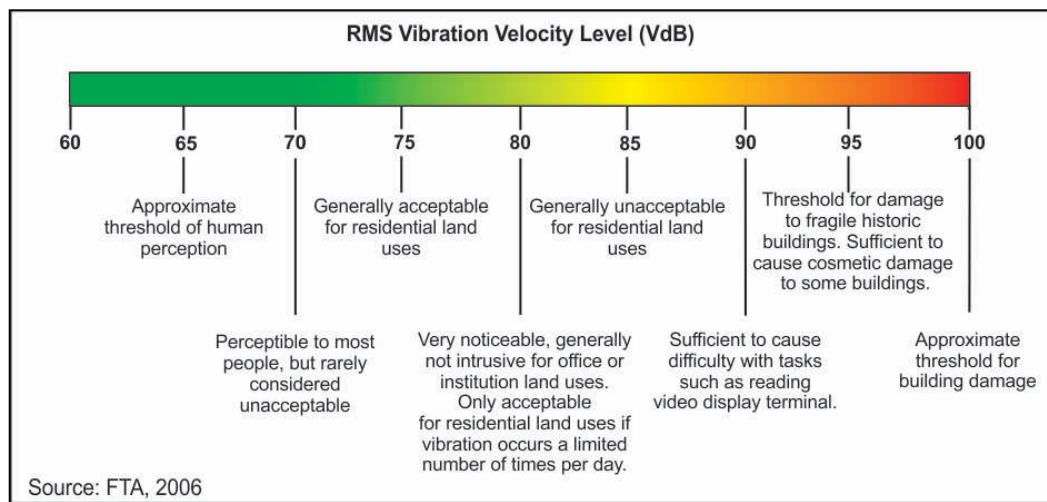 RMS Vibration Velocity Level (VdB)
60 65 70 75 80 85 90 95 100
Approximate
threshold of human
perception
Generally acceptable
for residential land
uses
Generally unacceptable
for residential land
uses
Threshold for damage
to fragile historic
buildings. Sufficient to
cause cosmetic damage
to some buildings.
Perceptible to most
people, but rarely
considered
unacceptable
Very noticeable, generally
not intrusive for office or
institution land uses.
Only acceptable
for residential land uses if
vibration occurs a limited
number of times per day.
Sufficient to cause
difficulty with tasks
such as reading
video display terminal.
Approximate
threshold for
building damage
Source: FTA, 2006